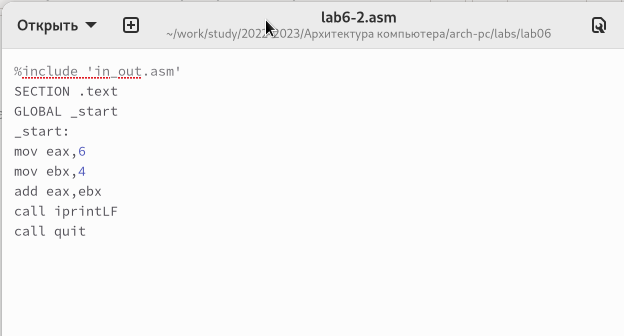 Открыть
lab6-2.asm
~/work/study/2022-2023/Архитектура компьютера/arch-pc/labs/lab06
%include 'in_out.asm'
SECTION .text
GLOBAL _start
_start:
mov eax,6
mov ebx,4
add eax,ebx
call iprintLF
call quit